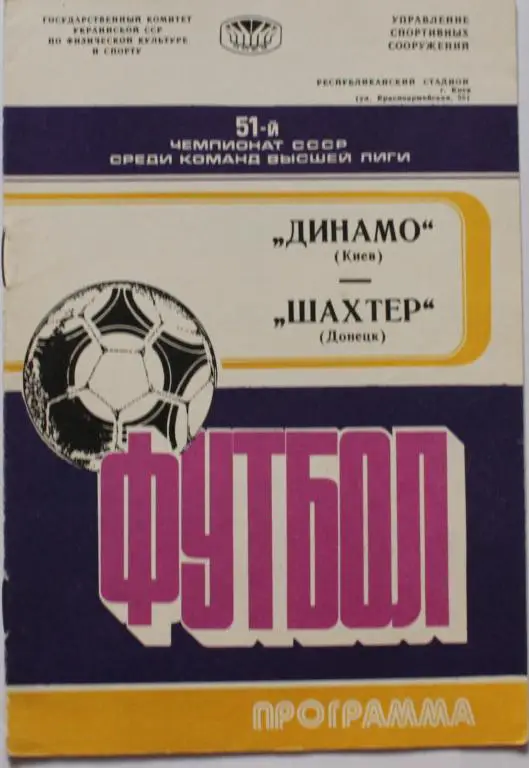 ГОСУДАРСТВЕННЫЙ КОМИТЕТ
УКРАИНСКОЙ ССР
ПО ФИЗИЧЕСКОЙ КУЛЬТУРЕ
И СПОРТУ
УПРАВЛЕНИЕ
СПОРТИВНЫХ
СООРУЖЕНИЙ
РЕСПУБЛИКАНСКИЙ СТАДИОН
г. Киев
(ул. Красноармейская, 55)
51-й
ЧЕМПИОНАТ СССР
СРЕДИ КОМАНД ВЫСШЕЙ ЛИГИ
„ДИНАМО“
(Киев)
—
„ШАХТЕР“
(Донецк)
ФУТБОЛ
ПРОГРАММА